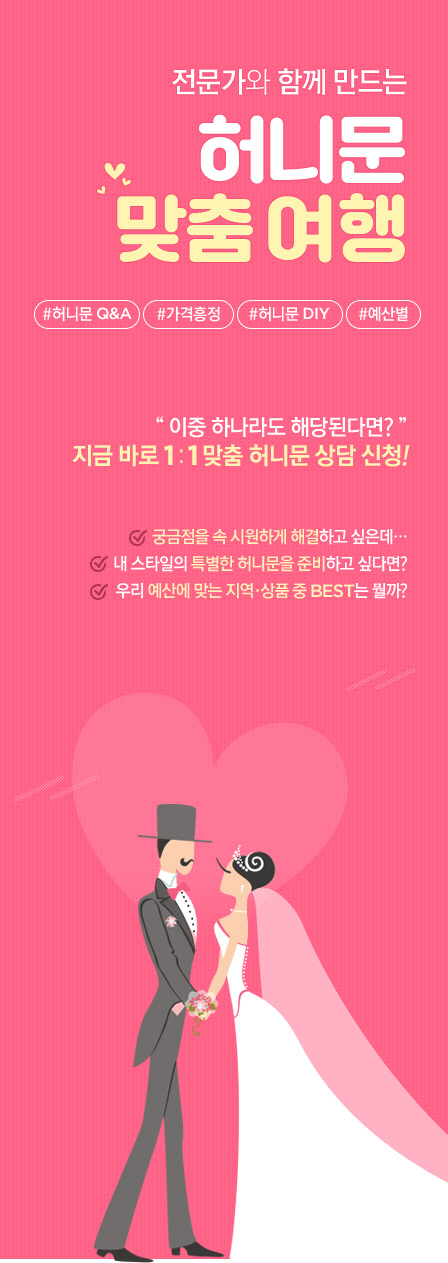 전문가와 함께 만드는
허니문
맞춤 여행
#허니문 Q&A #가격흥정 #허니문 DIY #예산별
“ 이중 하나라도 해당된다면? ”
지금 바로 1:1맞춤 허니문 상담 신청!
궁금점을 속 시원하게 해결하고 싶은데…
내 스타일의 특별한 허니문을 준비하고 싶다면?
우리 예산에 맞는 지역·상품 중 BEST는 뭘까?